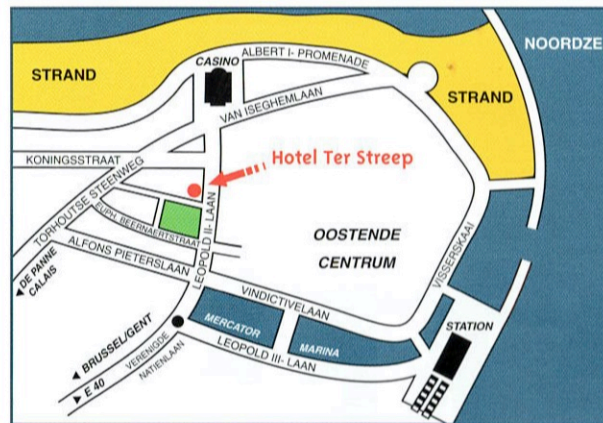 NOORDZEE
ALBERT I- PROMENADE
CASINO
STRAND
STRAND
VAN ISEGHEMLAAN
KONINGSSTRAAT
Hotel Ter Streep
TORHOUTSE STEENWEG
EUPH. BEERNAERTSTRAAT
LEOPOLD III- LAAN
OOSTENDE
CENTRUM
VISSERSKAAI
ALFONS PIETERSLAAN
DE PANNE
CALAIS
VINDICTIVELAAN
STATION
MERCATOR
MARINA
LEOPOLD III- LAAN
BRUSSEL/GENT
VERENIGDE
NATIENLAAN
E 40